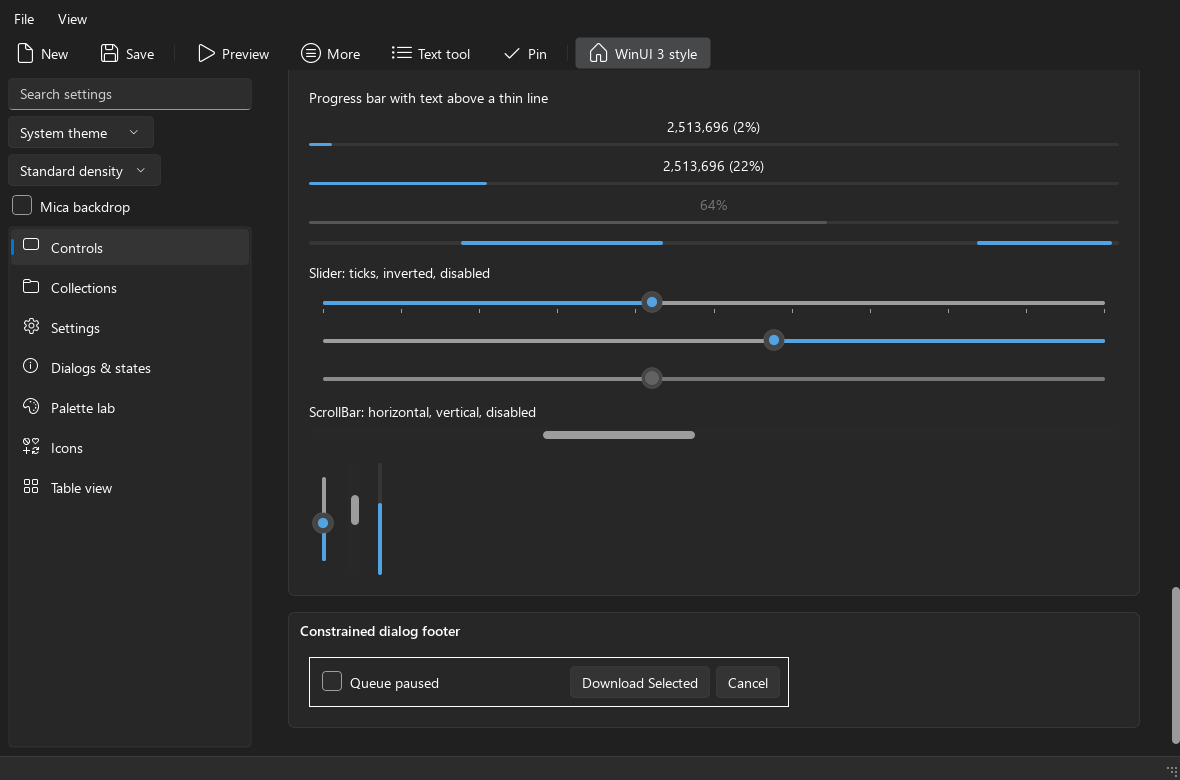 File View
New Save Preview More Text tool Pin WinUI 3 style
Search settings
System theme
Standard density
Mica backdrop
Controls
Collections
Settings
Dialogs & states
Palette lab
Icons
Table view
Progress bar with text above a thin line
2,513,696 (2%)
2,513,696 (22%)
64%
Slider: ticks, inverted, disabled
ScrollBar: horizontal, vertical, disabled
Constrained dialog footer
Queue paused Download Selected Cancel